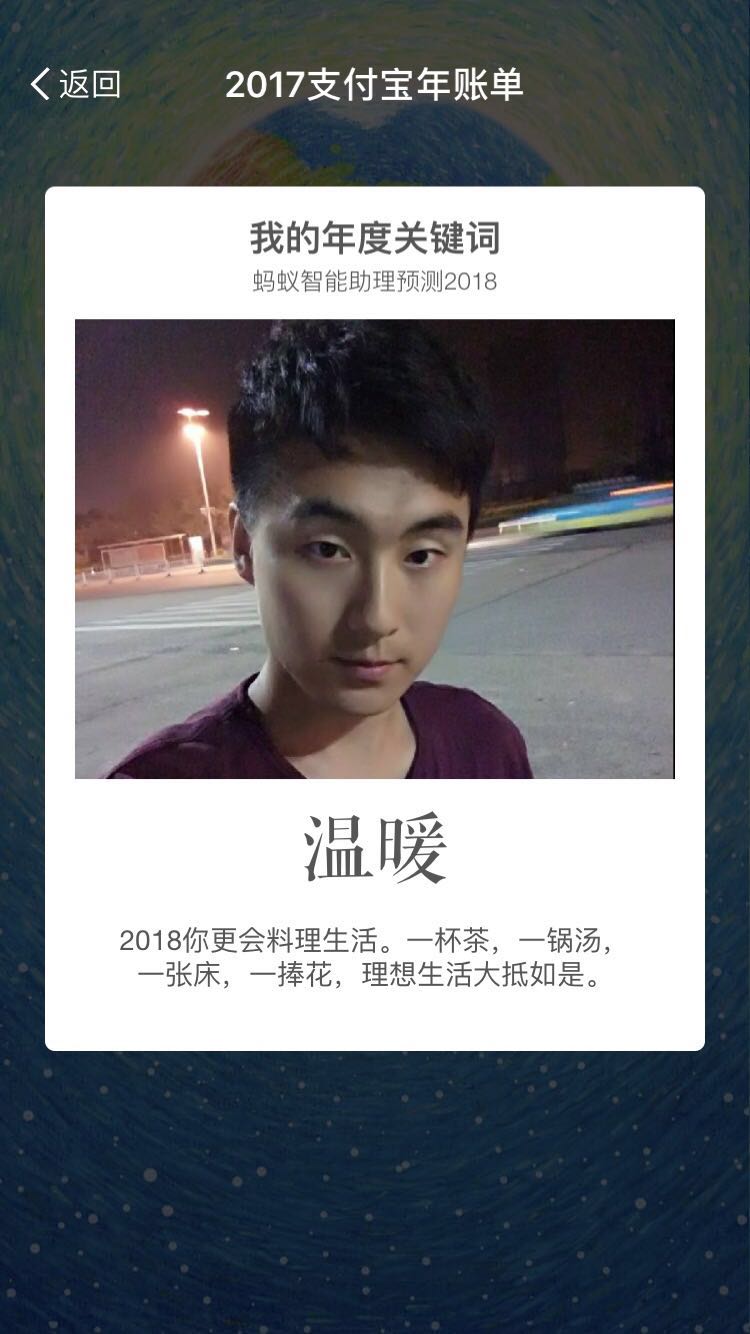 返回
2017支付宝年账单
我的年度关键词
蚂蚁智能助理预测2018
温暖
2018你更会料理生活。一杯茶，一锅汤，
一张床，一捧花，理想生活大抵如是。